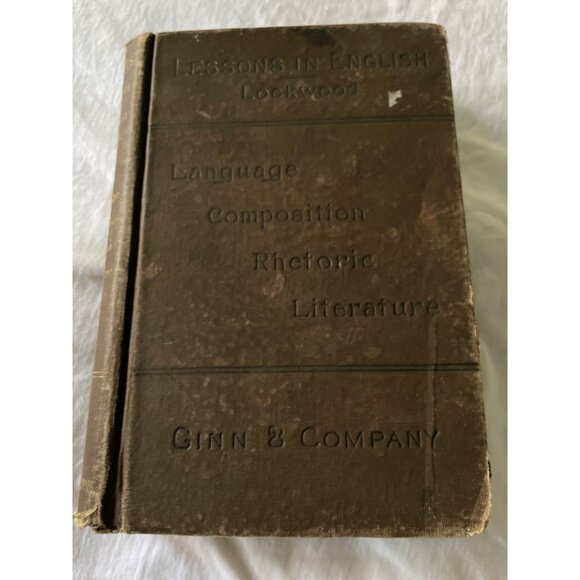 LESSONS IN ENGLISH
Lockwood
Language
Composition
Rhetoric
Literature
GINN & COMPANY